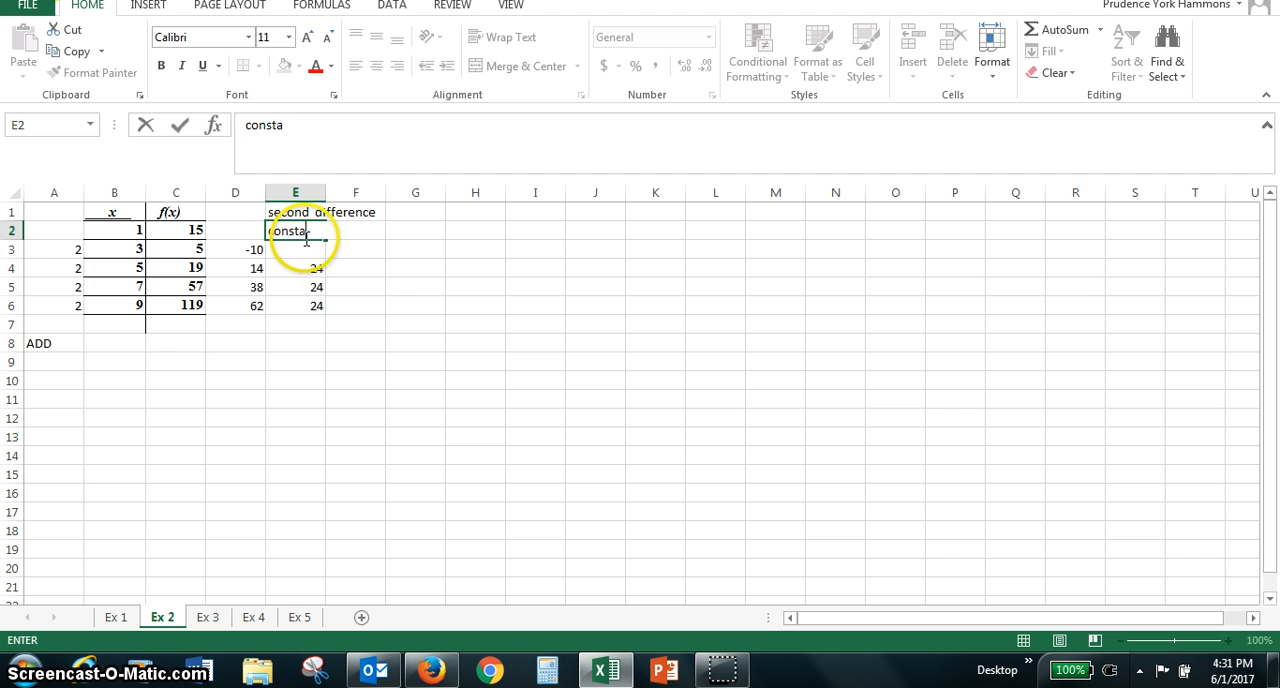 FILE HOME INSERT PAGE LAYOUT FORMULAS DATA REVIEW VIEW Prudence York Hammons
Cut Calibri 11 A A Wrap Text General AutoSum
Copy Fill
Paste Format Painter B I U A Merge & Center $ % , Conditional Formatting Format as Table Cell Styles Insert Delete Format Clear Sort & Filter Find & Select
Clipboard Font Alignment Number Styles Cells Editing
E2 fx consta
A B C D E F G H I J K L M N O P Q R S T U
1 x f(x) second difference
2 1 15 consta
3 2 3 5 -10
4 2 5 19 14 24
5 2 7 57 38 24
6 2 9 119 62 24
7
8 ADD
9
10
11
12
13
14
15
16
17
18
19
20
21
Ex 1 Ex 2 Ex 3 Ex 4 Ex 5
ENTER 100%
Screencast-O-Matic.com Desktop 100% 4:31 PM
6/1/2017